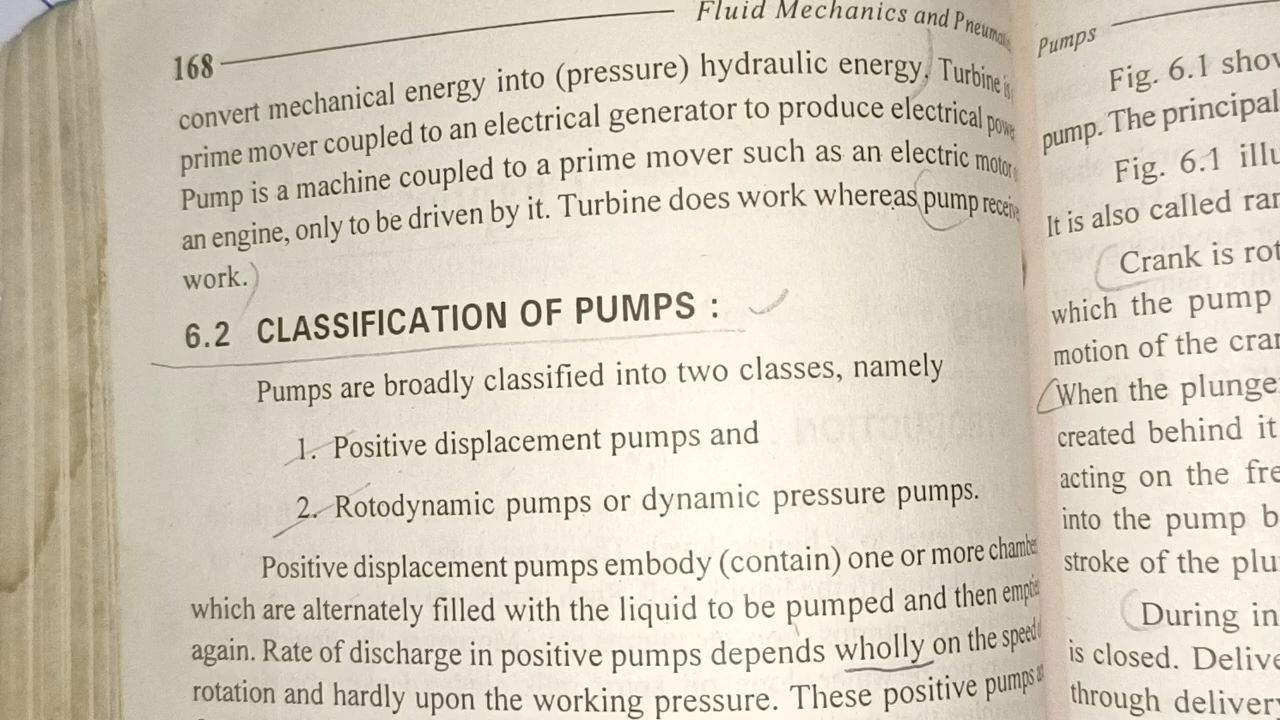 168
Fluid Mechanics and
convert mechanical energy into (pressure) hydraulic energy. Turbine is
prime mover coupled to an electrical generator to produce electrical
Pump is a machine coupled to a prime mover such as an electric motor
an engine, only to be driven by it. Turbine does work whereas pump
work.)
6.2 CLASSIFICATION OF PUMPS :
Pumps are broadly classified into two classes, namely
1. Positive displacement pumps and
2. Rotodynamic pumps or dynamic pressure pumps.
Positive displacement pumps embody (contain) one or more
which are alternately filled with the liquid to be pumped and then
again. Rate of discharge in positive pumps depends wholly on the speed
rotation and hardly upon the working pressure. These positive pumps
Pumps
Fig. 6.1
pump. The principal
Fig. 6.1
It is also called
Crank is
which the pump
motion of the
When the
created behind it
acting on the
into the pump
stroke of the
During
is closed.
through